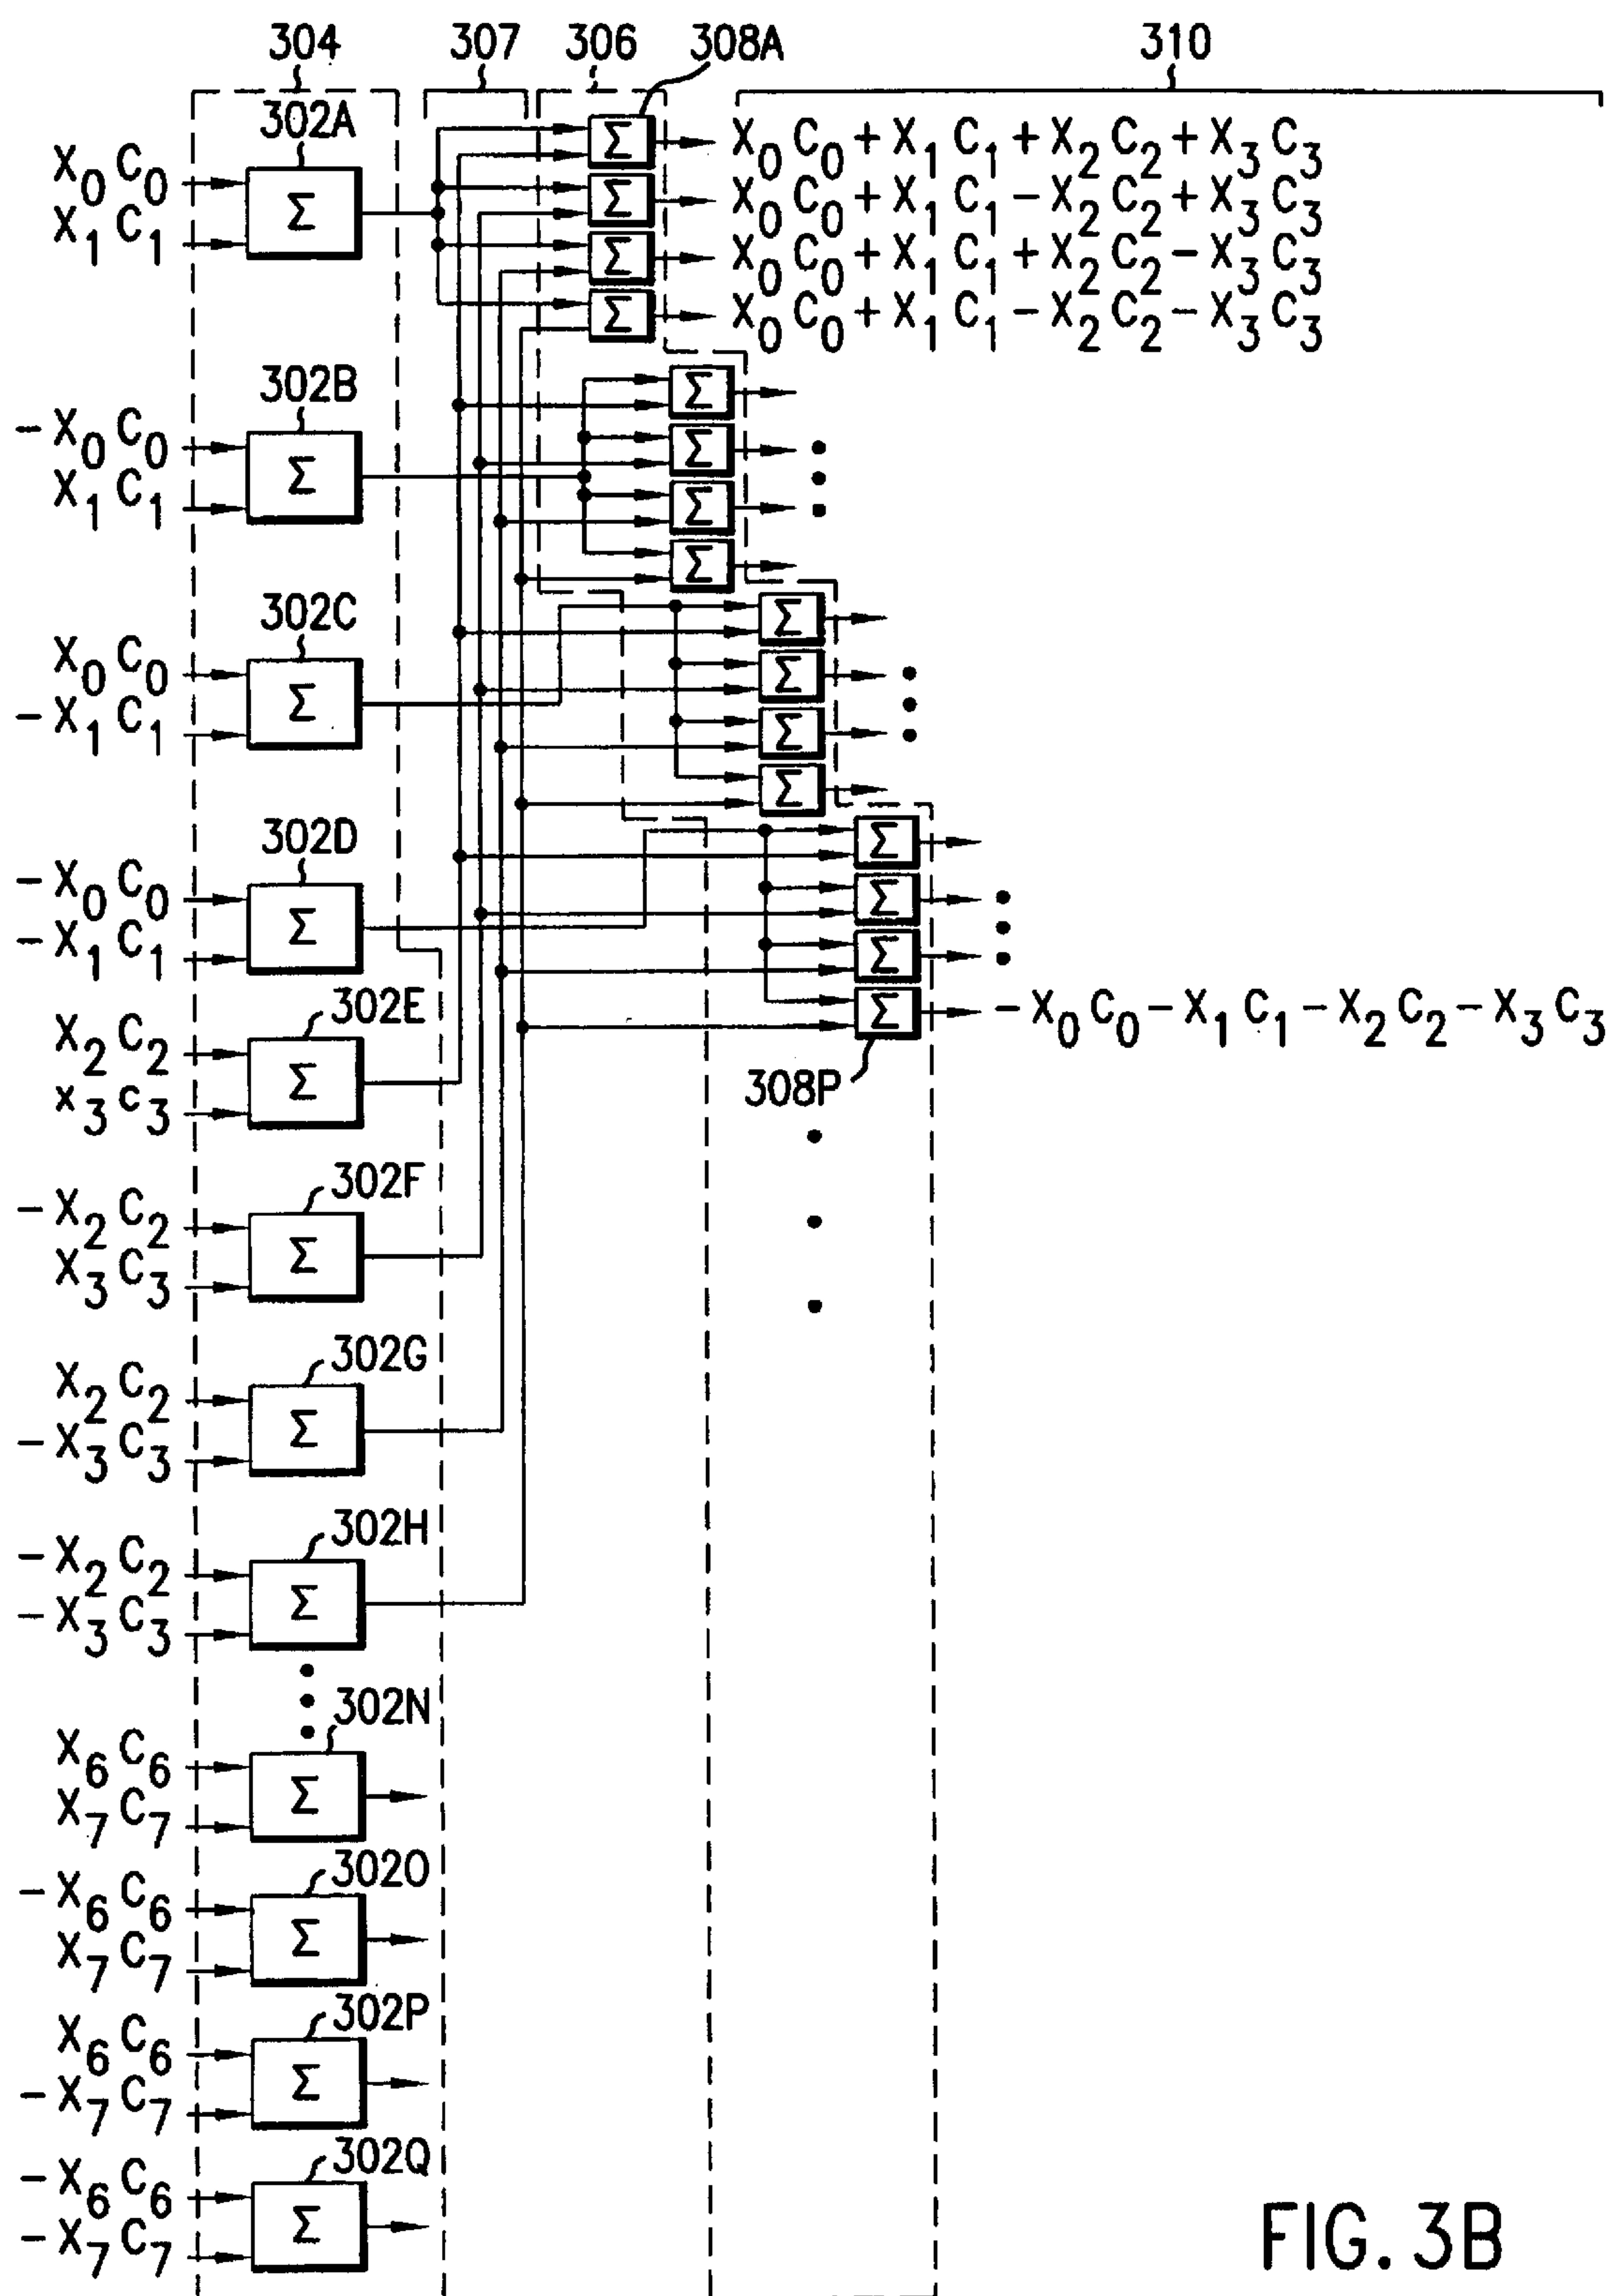 304 307 306 308A 310
302A
X0 C0
X1 C1
Σ
Σ
Σ
Σ
Σ
X0 C0 + X1 C1 + X2 C2 + X3 C3
X0 C0 + X1 C1 - X2 C2 + X3 C3
X0 C0 + X1 C1 + X2 C2 - X3 C3
X0 C0 + X1 C1 - X2 C2 - X3 C3
302B
-X0 C0
X1 C1
Σ
Σ
Σ
Σ
Σ
302C
X0 C0
-X1 C1
Σ
Σ
Σ
Σ
Σ
302D
-X0 C0
-X1 C1
Σ
Σ
Σ
Σ
Σ
-X0 C0 - X1 C1 - X2 C2 - X3 C3
308P
302E
X2 C2
x3 c3
Σ
302F
-X2 C2
X3 C3
Σ
302G
X2 C2
-X3 C3
Σ
302H
-X2 C2
-X3 C3
Σ
302N
X6 C6
X7 C7
Σ
302O
-X6 C6
X7 C7
Σ
302P
X6 C6
-X7 C7
Σ
302Q
-X6 C6
-X7 C7
Σ
FIG. 3B